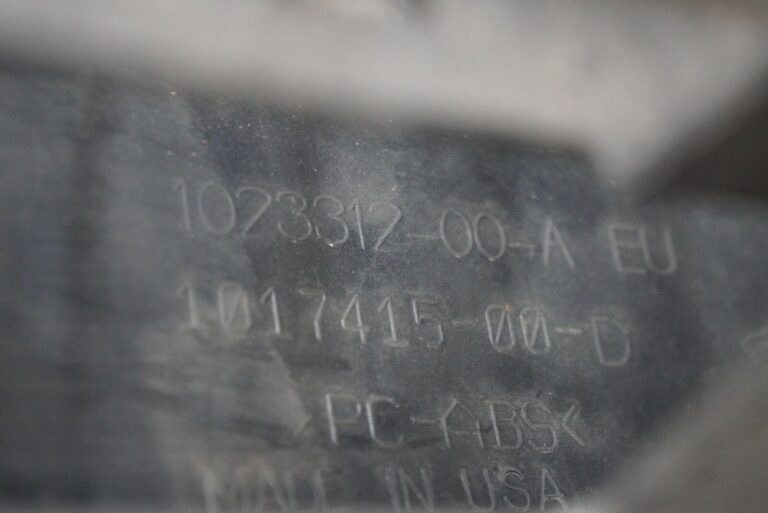 1023312-00-A EU
1017415-00-D
PC-ABS<
MADE IN USA